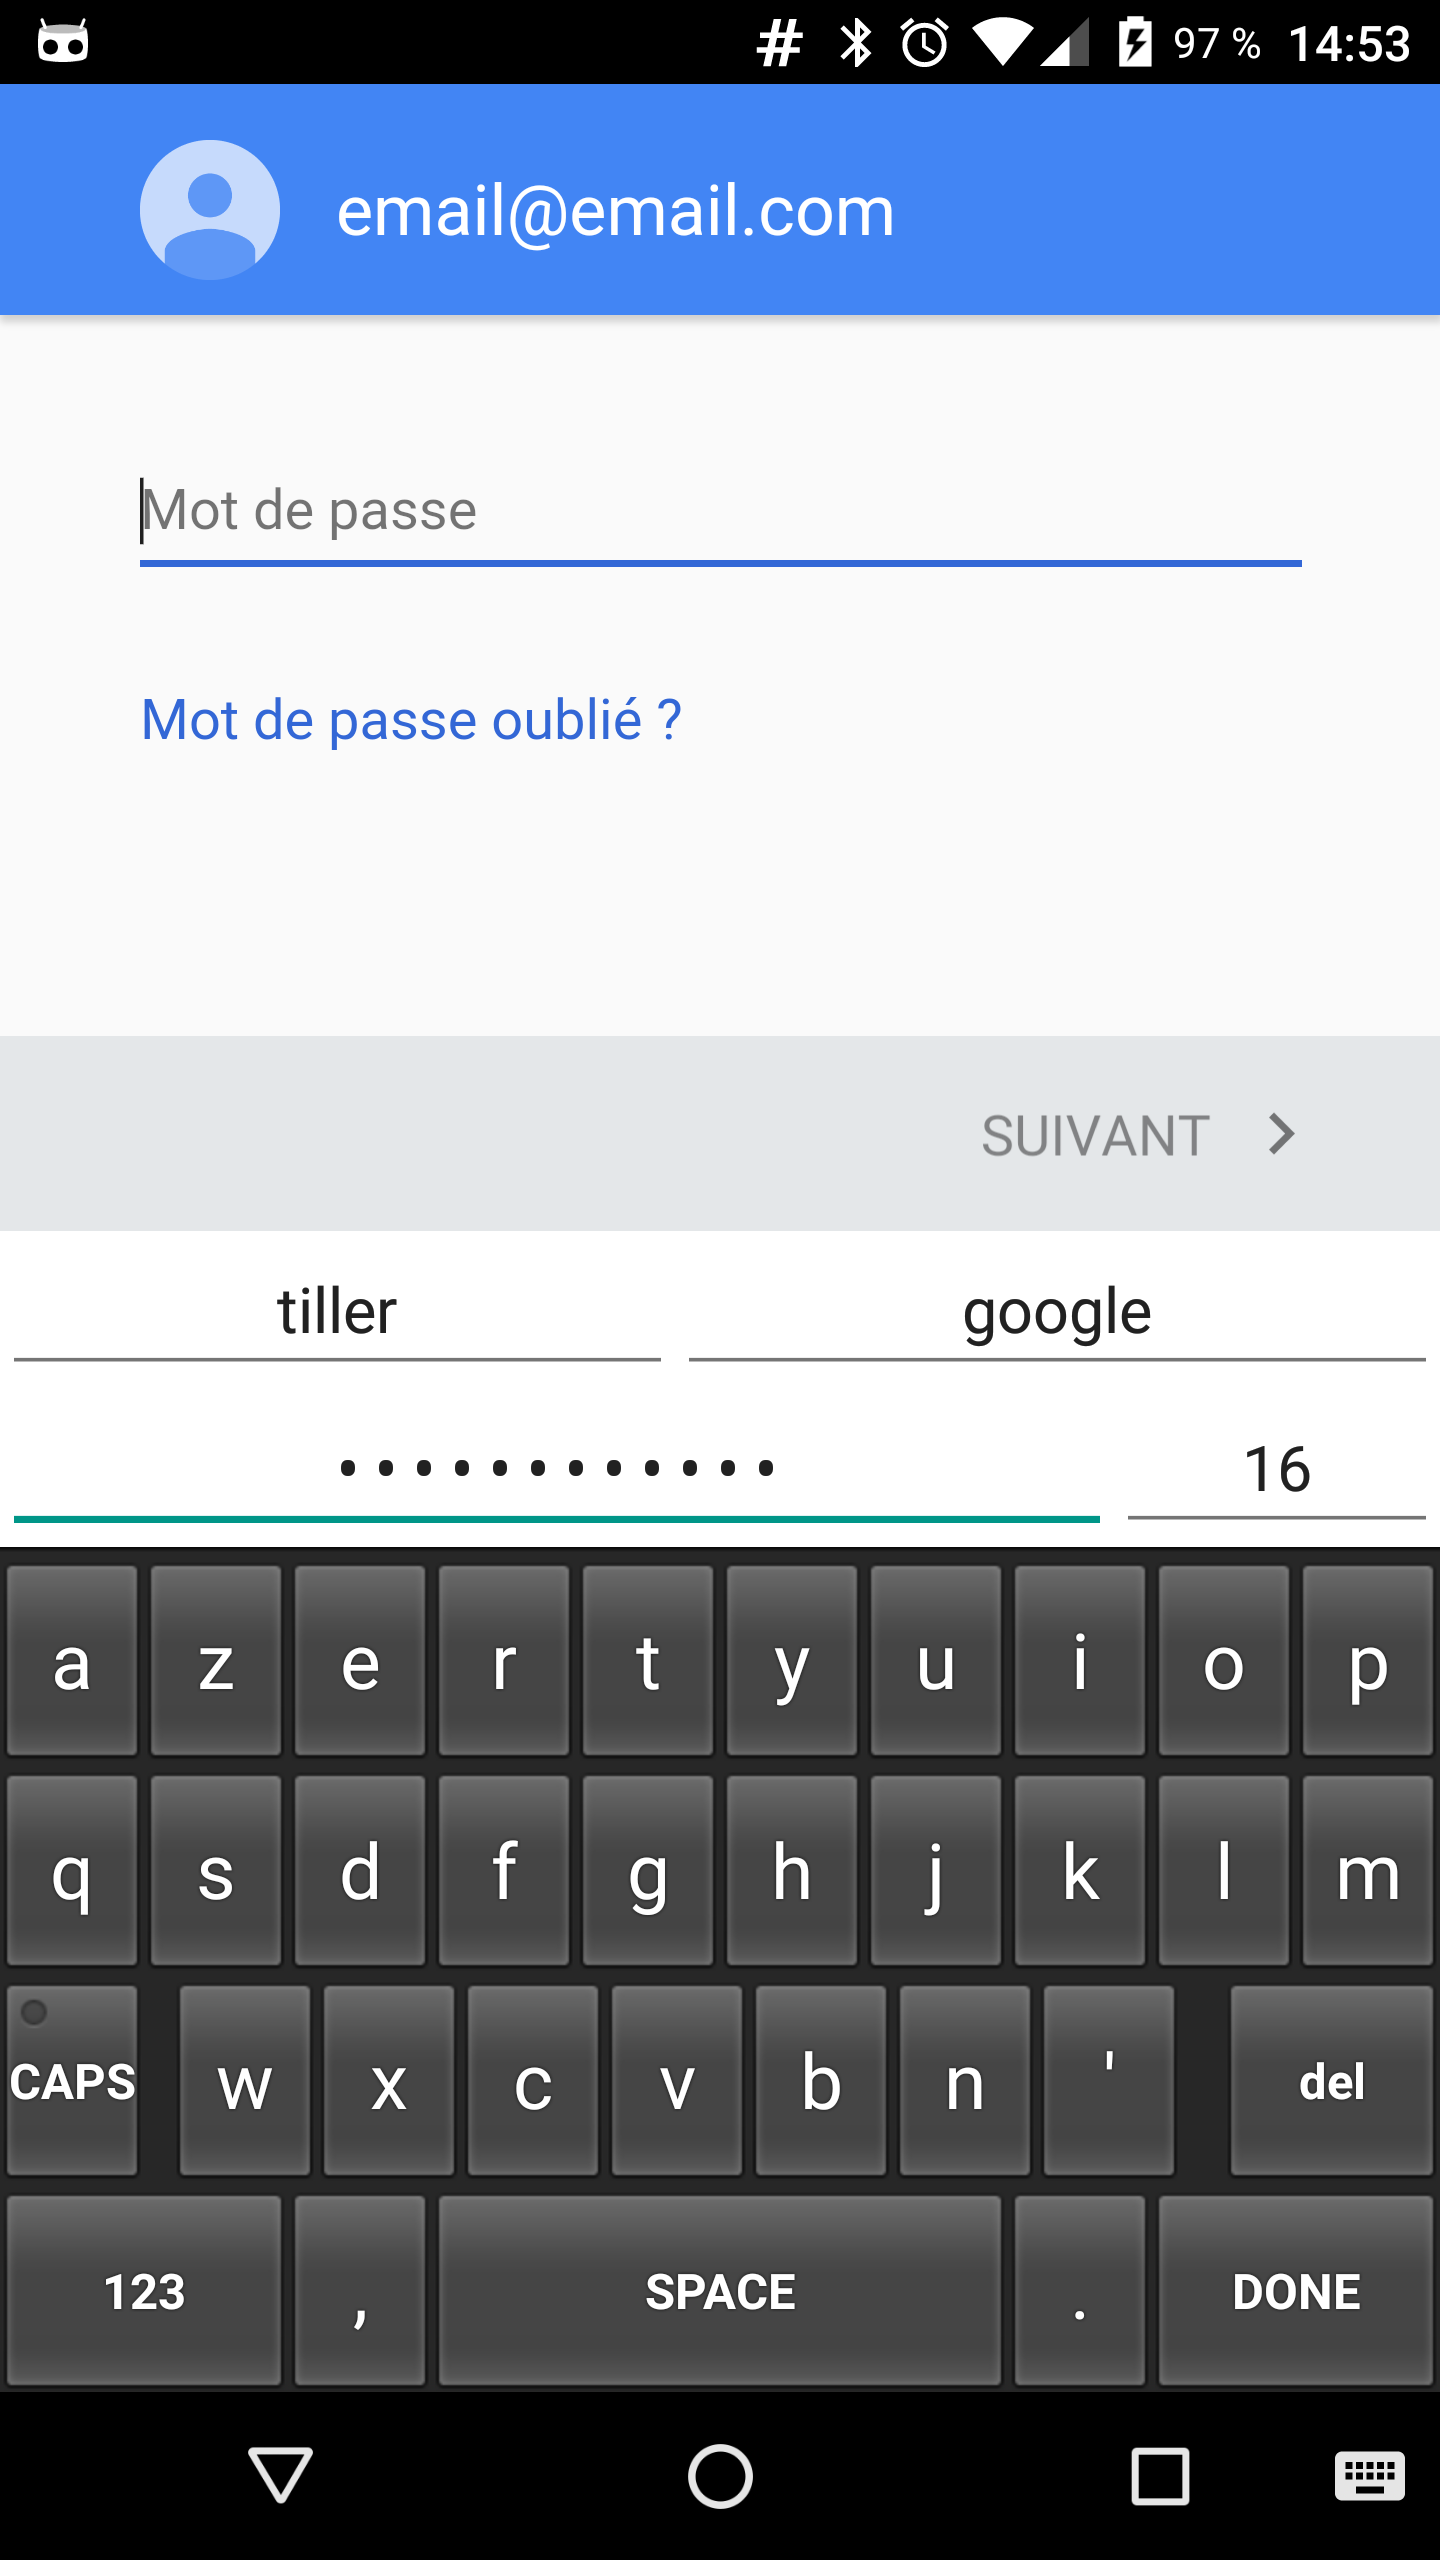 # 97 % 14:53
email@email.com
Mot de passe
Mot de passe oublié ?
SUIVANT
tiller google
•••••••••••• 16
a z e r t y u i o p
q s d f g h j k l m
CAPS w x c v b n ' del
123 , SPACE . DONE